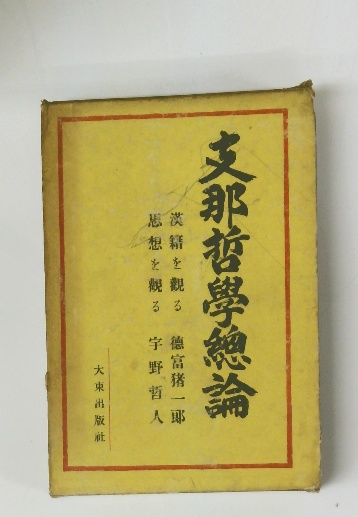 支那哲學總論
漢籍を觀る 德富猪一郎
思想を觀る 宇野哲人
大東出版社